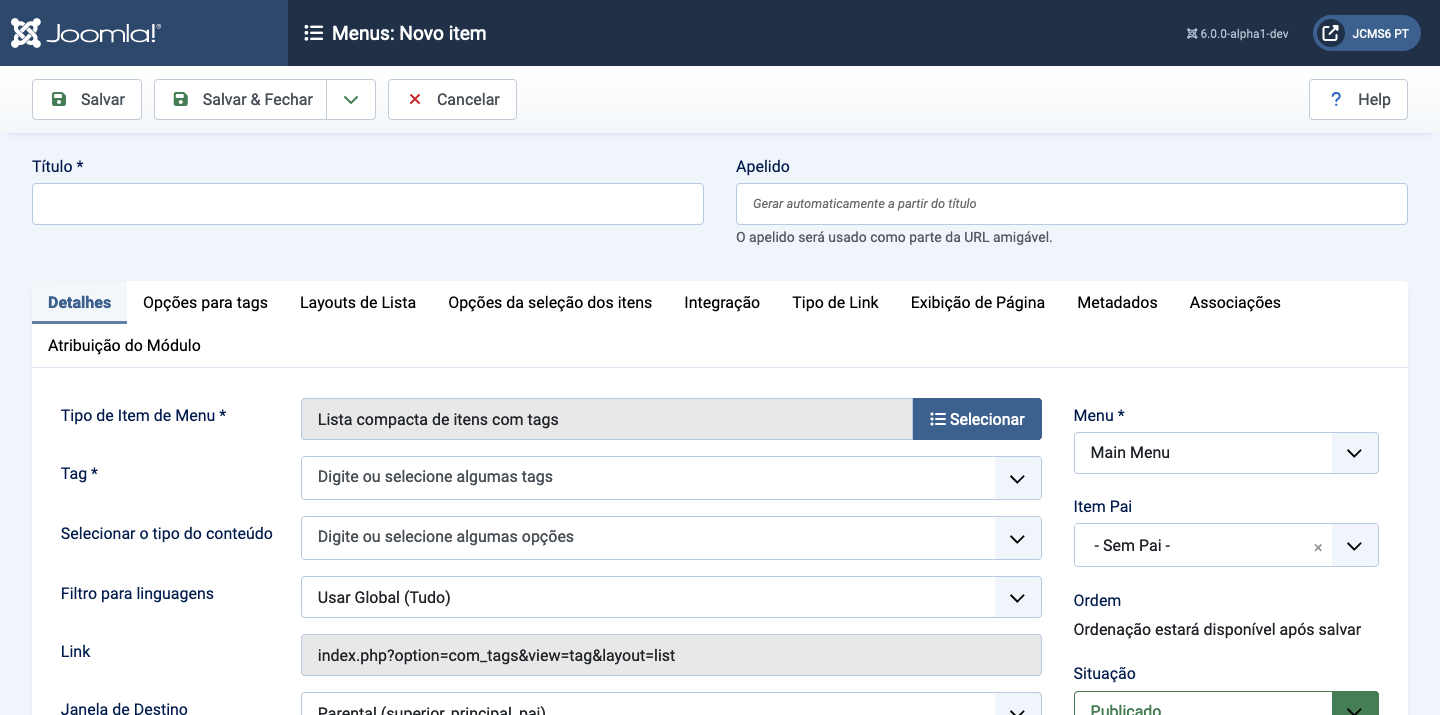 Joomla!®
Menus: Novo item
6.0.0-alpha1-dev
JCMS6 PT
Salvar
Salvar & Fechar
Cancelar
? Help
Título *
Apelido
Gerar automaticamente a partir do título
O apelido será usado como parte da URL amigável.
Detalhes
Opções para tags
Layouts de Lista
Opções da seleção dos itens
Integração
Tipo de Link
Exibição de Página
Metadados
Associações
Atribuição do Módulo
Tipo de Item de Menu *
Lista compacta de itens com tags
Selecionar
Tag *
Digite ou selecione algumas tags
Selecionar o tipo do conteúdo
Digite ou selecione algumas opções
Filtro para linguagens
Usar Global (Tudo)
Link
index.php?option=com_tags&view=tag&layout=list
Janela de Destino
Parental (superior, principal, pai)
Menu *
Main Menu
Item Pai
- Sem Pai -
×
Ordem
Ordenação estará disponível após salvar
Situação
Publicado